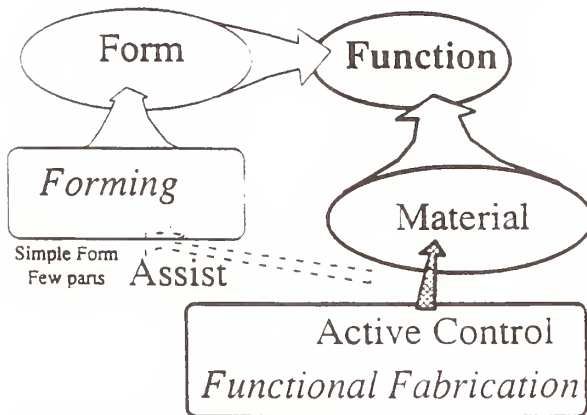 Form
Function
Forming
Material
Simple Form
Few parts
Assist
Active Control
Functional Fabrication